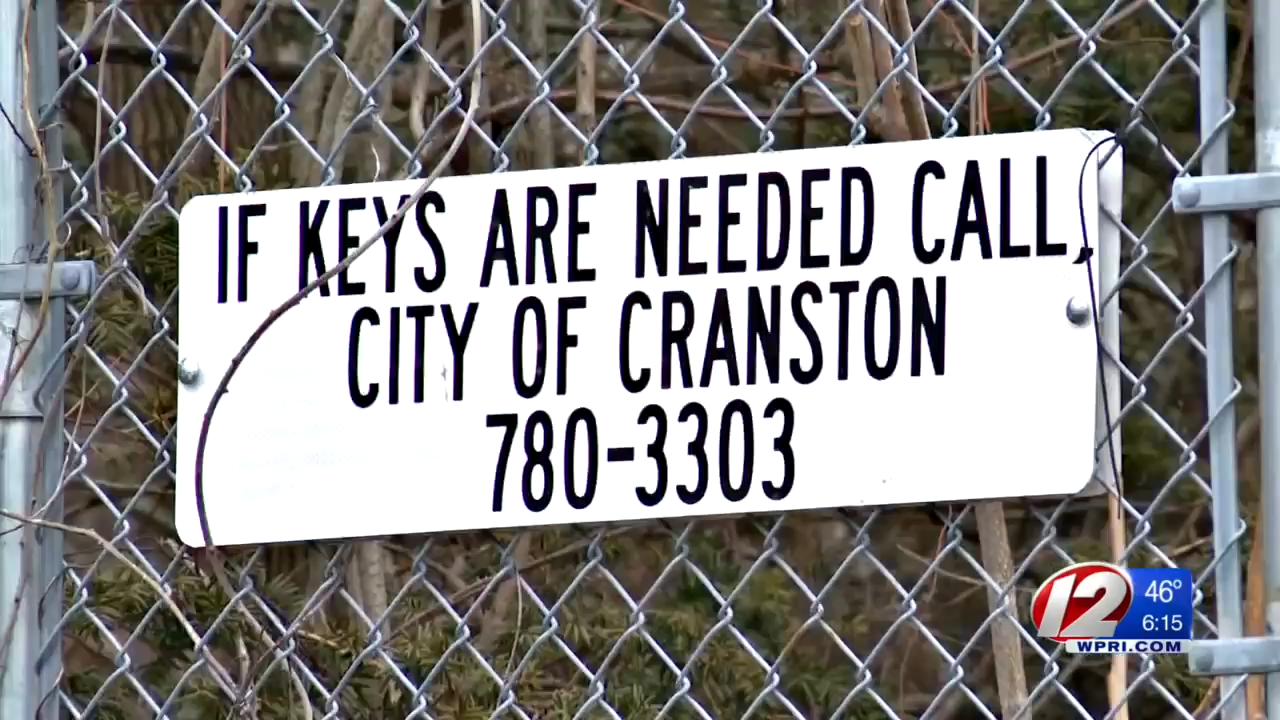 IF KEYS ARE NEEDED CALL,
CITY OF CRANSTON
780-3303
12 46°
6:15
WPRI.COM